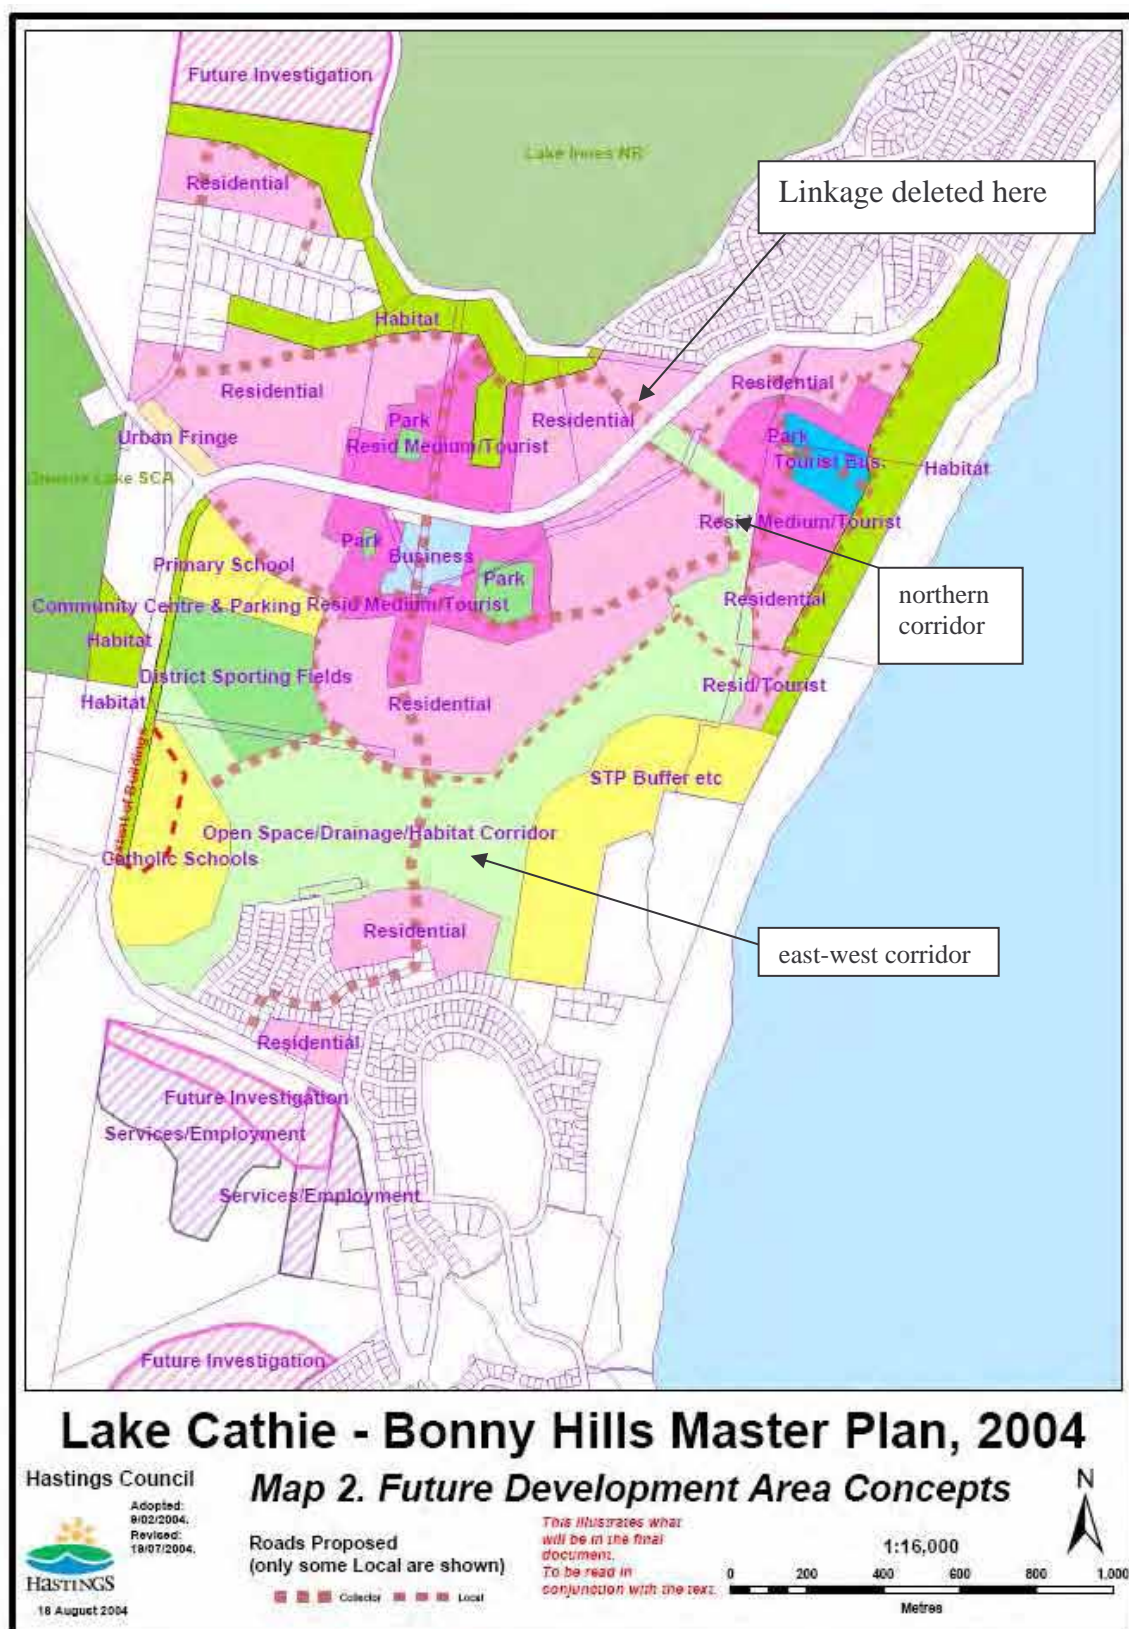 Future Investigation
Lake Innes NR
Linkage deleted here
Residential
Habitat
Residential
Residential
Residential
Park
Resid Medium/Tourist
Park
Tourist Bus.
Habitat
Urban Fringe
Queens Lake SCA
Resid Medium/Tourist
Park
Business
Primary School
Park
northern
corridor
Community Centre & Parking
Resid Medium/Tourist
Residential
Habitat
District Sporting Fields
Resid/Tourist
Habitat
Residential
Extent of Buildings
STP Buffer etc
Open Space/Drainage/Habitat Corridor
Catholic Schools
Residential
east-west corridor
Residential
Future Investigation
Services/Employment
Services/Employment
Future Investigation
Lake Cathie - Bonny Hills Master Plan, 2004
Hastings Council
Map 2. Future Development Area Concepts
N
Adopted:
9/02/2004.
Revised:
19/07/2004.
Roads Proposed
(only some Local are shown)
Collector
Local
This illustrates what
will be in the final
document.
To be read in
conjunction with the text.
1:16,000
0 200 400 600 800 1,000
Metres
HASTINGS
18 August 2004